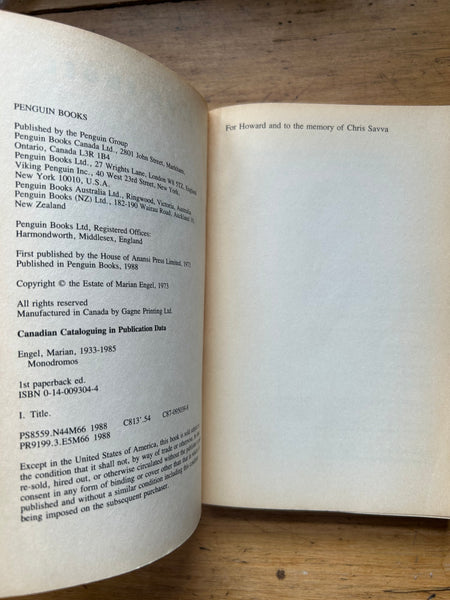 PENGUIN BOOKS
Published by the Penguin Group
Penguin Books Canada Ltd., 2801 John Street, Markham,
Ontario, Canada L3R 1B4
Penguin Books Ltd., 27 Wrights Lane, London W8 5TZ, England
Viking Penguin Inc., 40 West 23rd Street, New York,
New York 10010, U.S.A.
Penguin Books Australia Ltd., Ringwood, Victoria, Australia
Penguin Books (NZ) Ltd., 182-190 Wairau Road, Auckland 10,
New Zealand
Penguin Books Ltd, Registered Offices:
Harmondsworth, Middlesex, England
First published by the House of Anansi Press Limited, 1973
Published in Penguin Books, 1988
Copyright © the Estate of Marian Engel, 1973
All rights reserved
Manufactured in Canada by Gagne Printing Ltd.
Canadian Cataloguing in Publication Data
Engel, Marian, 1933-1985
Monodromos
1st paperback ed.
ISBN 0-14-009304-4
I. Title.
PS8559.N44M66 1988 C813'.54 C87-095039-8
PR9199.3.E5M66 1988
Except in the United States of America, this book is sold subject to
the condition that it shall not, by way of trade or otherwise, be lent,
re-sold, hired out, or otherwise circulated without the publisher's prior
consent in any form of binding or cover other than that in which it is
published and without a similar condition including this condition
being imposed on the subsequent purchaser.
For Howard and to the memory of Chris Savva